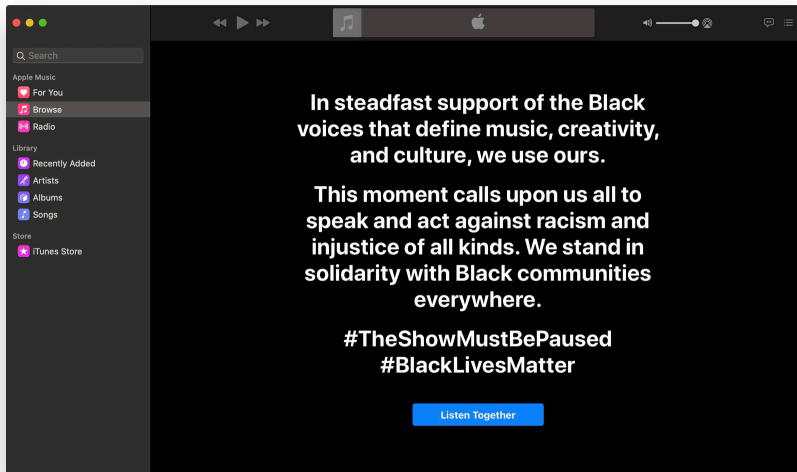 Search
Apple Music
For You
Browse
Radio
Library
Recently Added
Artists
Albums
Songs
Store
iTunes Store
In steadfast support of the Black
voices that define music, creativity,
and culture, we use ours.
This moment calls upon us all to
speak and act against racism and
injustice of all kinds. We stand in
solidarity with Black communities
everywhere.
#TheShowMustBePaused
#BlackLivesMatter
Listen Together